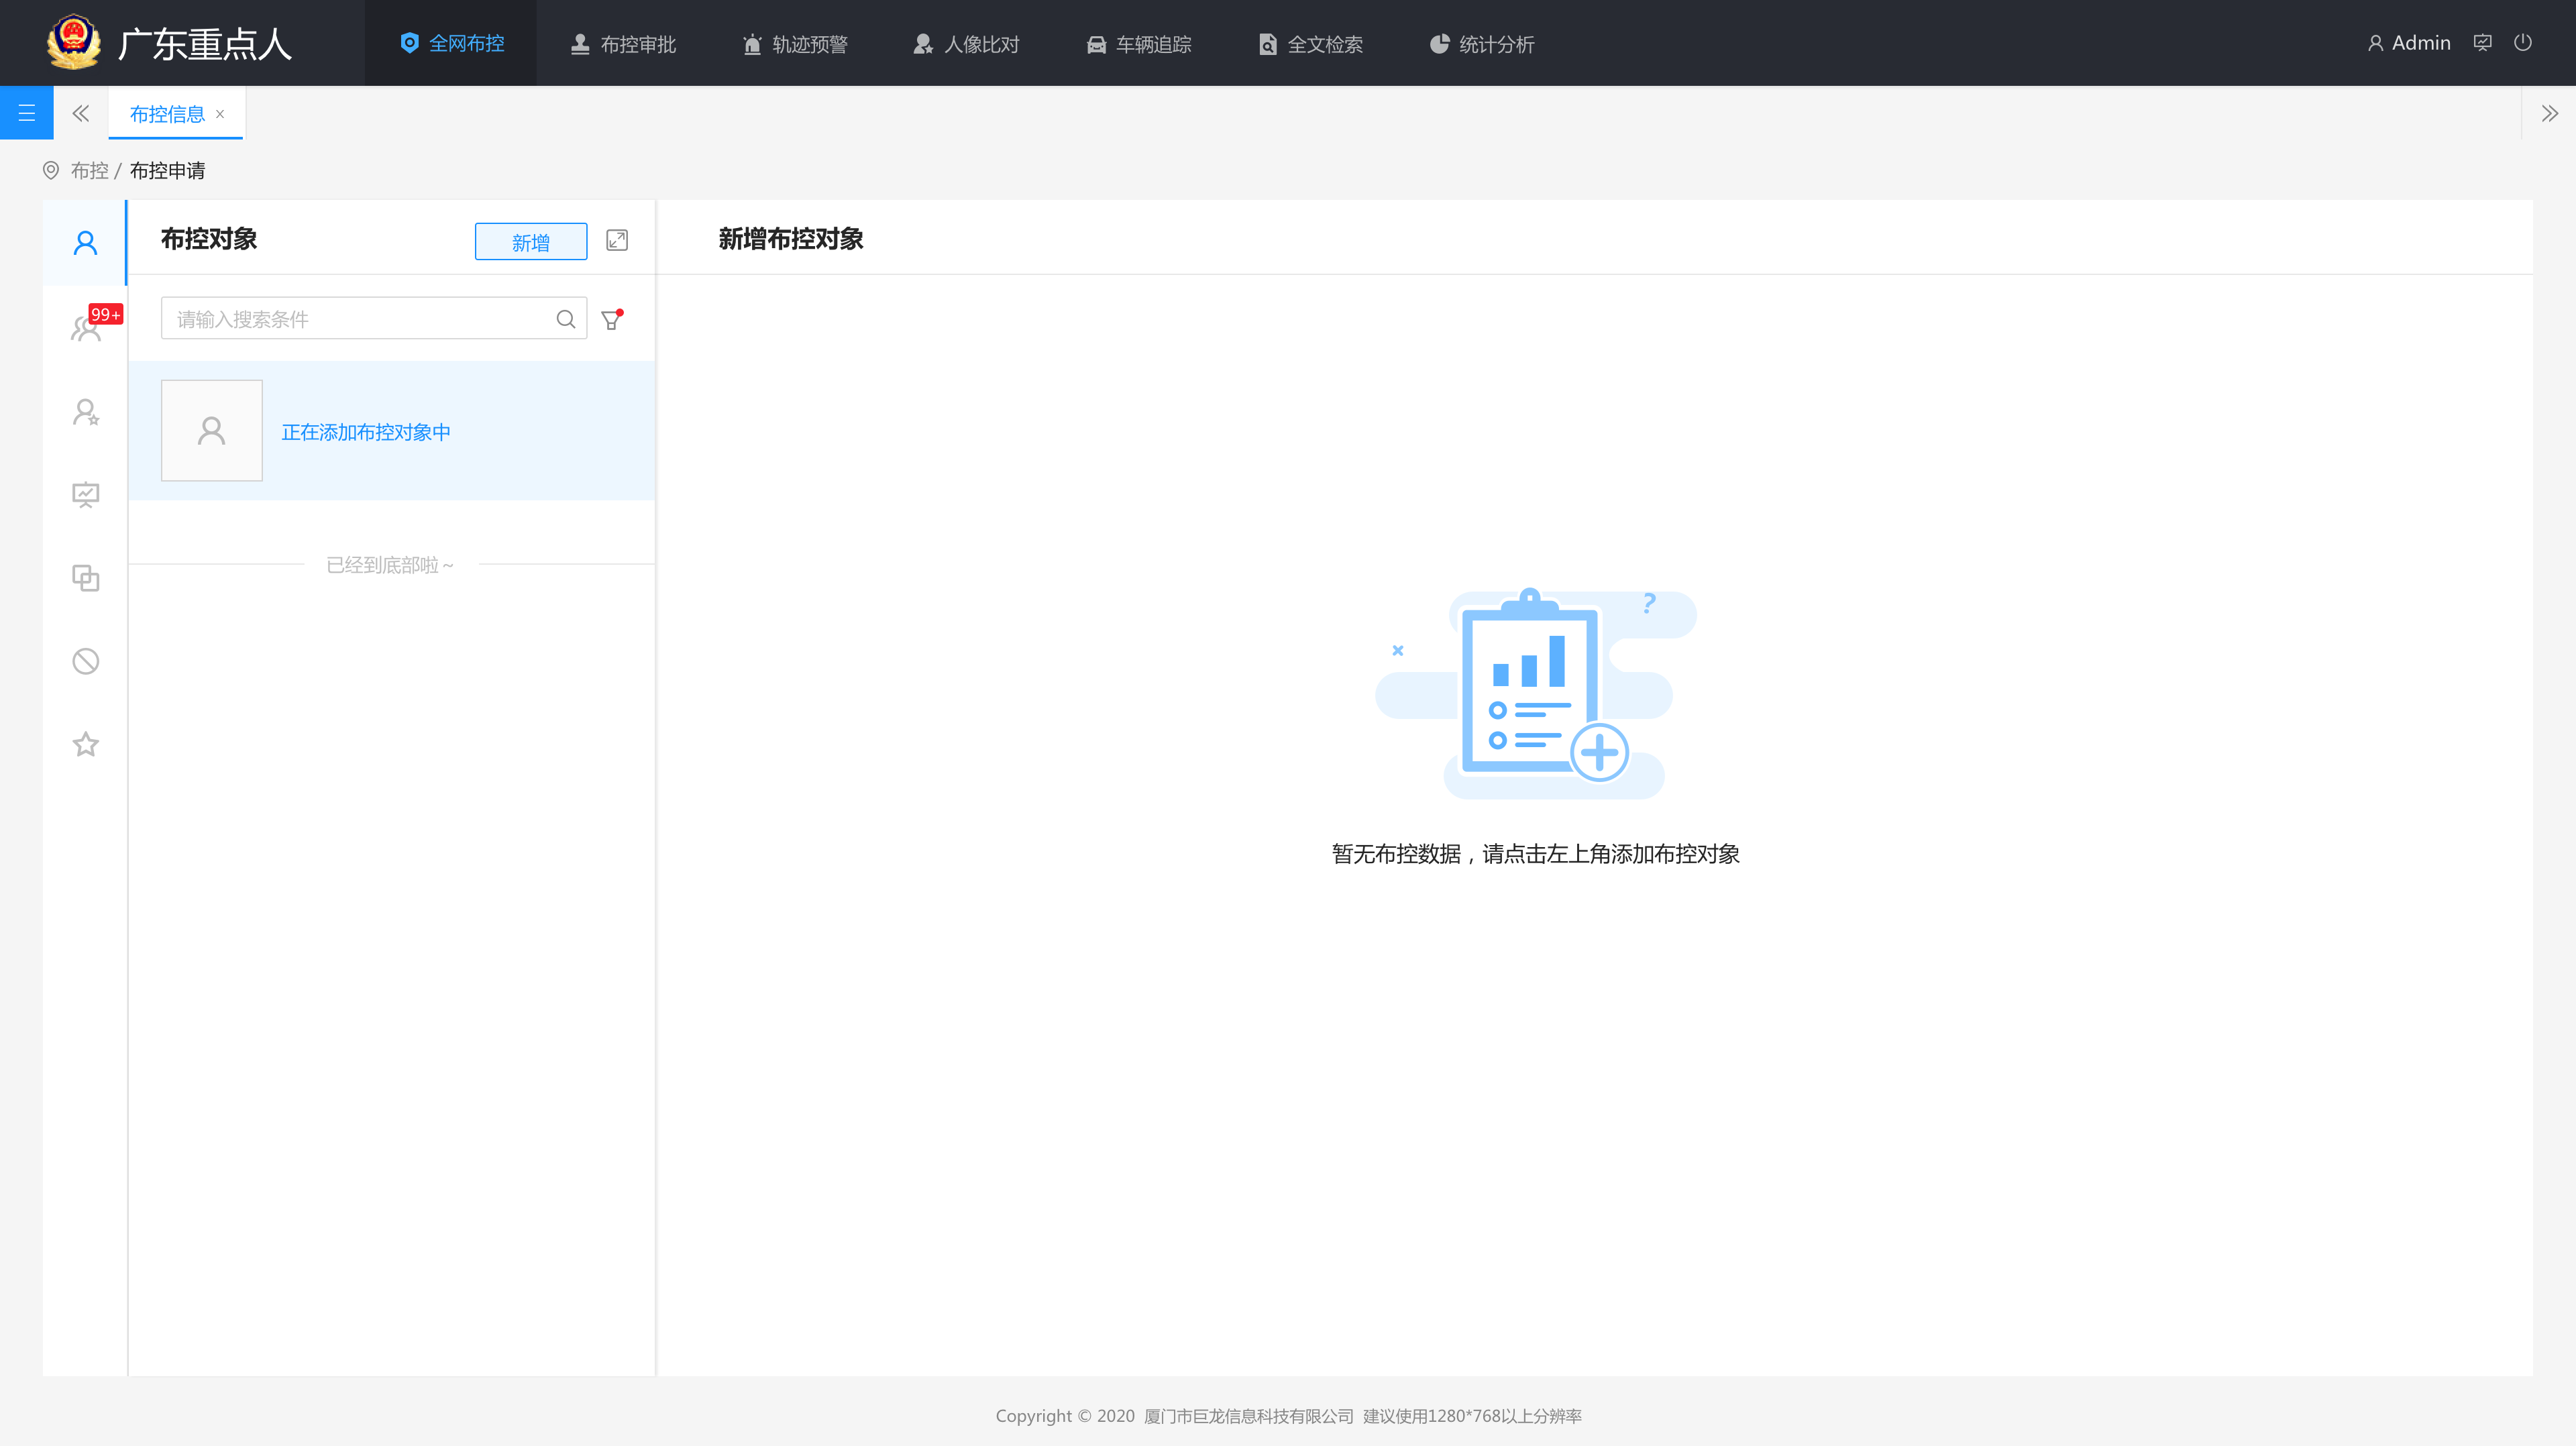 广东重点人
全网布控
布控审批
轨迹预警
人像比对
车辆追踪
全文检索
统计分析
Admin
布控信息 ×
布控 / 布控申请
布控对象
新增
新增布控对象
99+
请输入搜索条件
正在添加布控对象中
已经到底部啦~
?
暂无布控数据，请点击左上角添加布控对象
Copyright © 2020 厦门市巨龙信息科技有限公司 建议使用1280*768以上分辨率